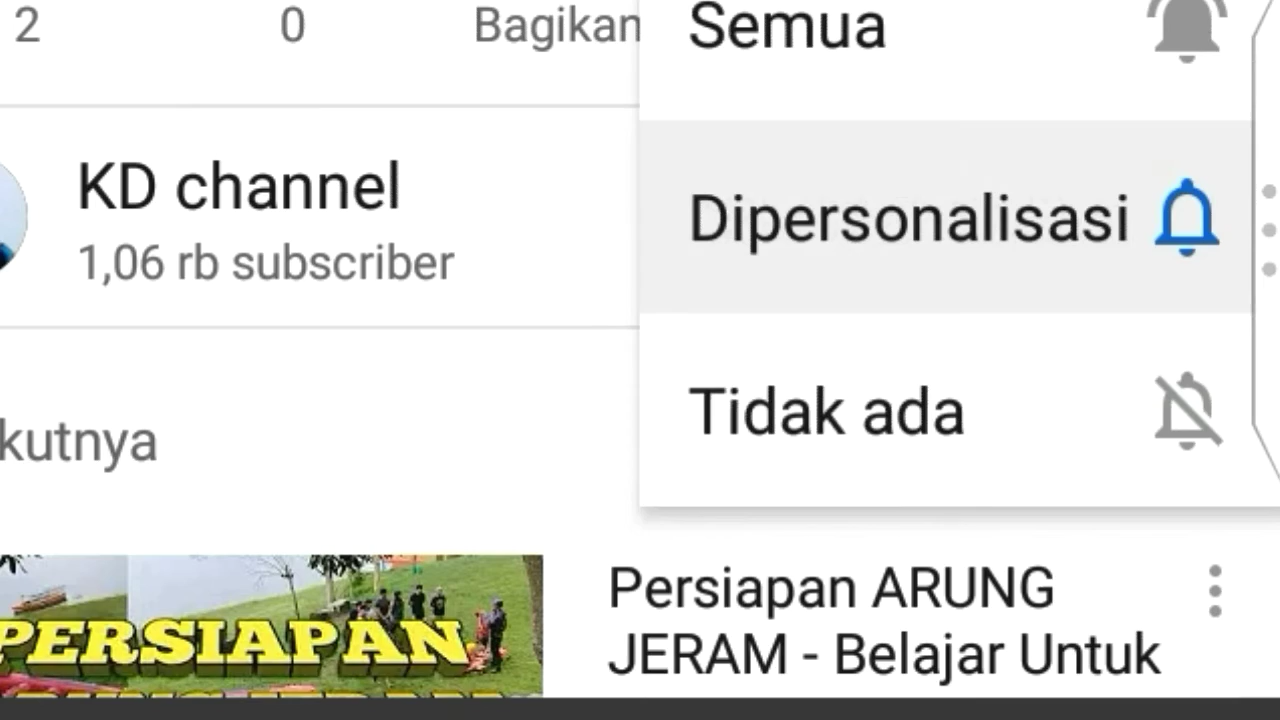 2 0 Bagikan
Semua
KD channel
1,06 rb subscriber
Dipersonalisasi
Tidak ada
kutnya
PERSIAPAN
Persiapan ARUNG
JERAM - Belajar Untuk